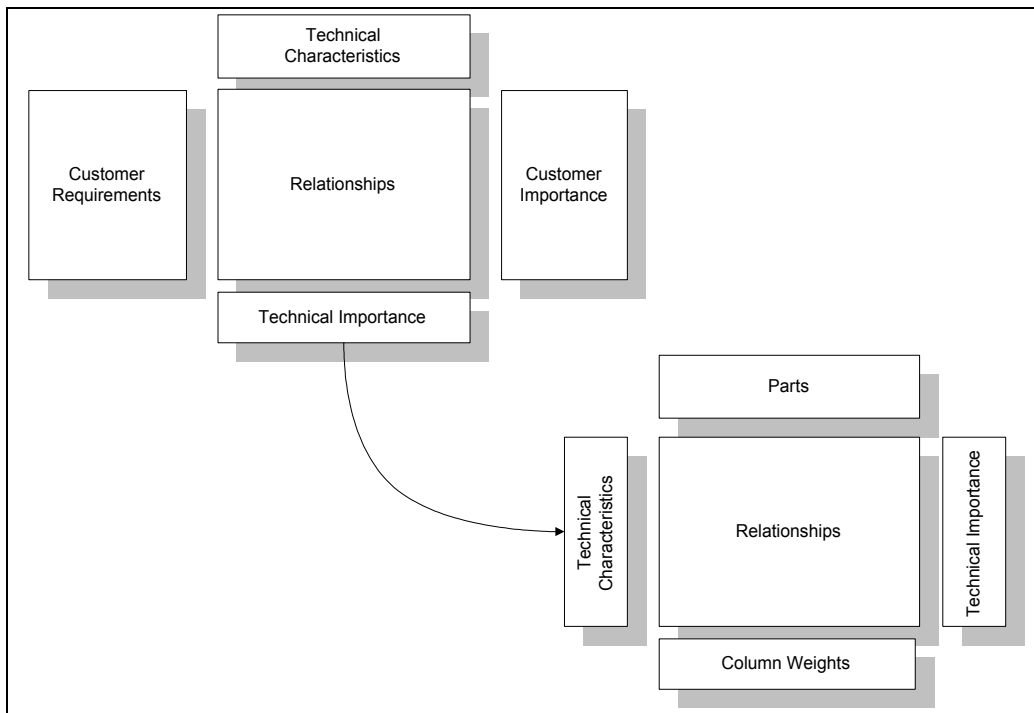 Technical
Characteristics
Customer
Requirements
Relationships
Customer
Importance
Technical Importance
Parts
Technical
Characteristics
Relationships
Technical Importance
Column Weights